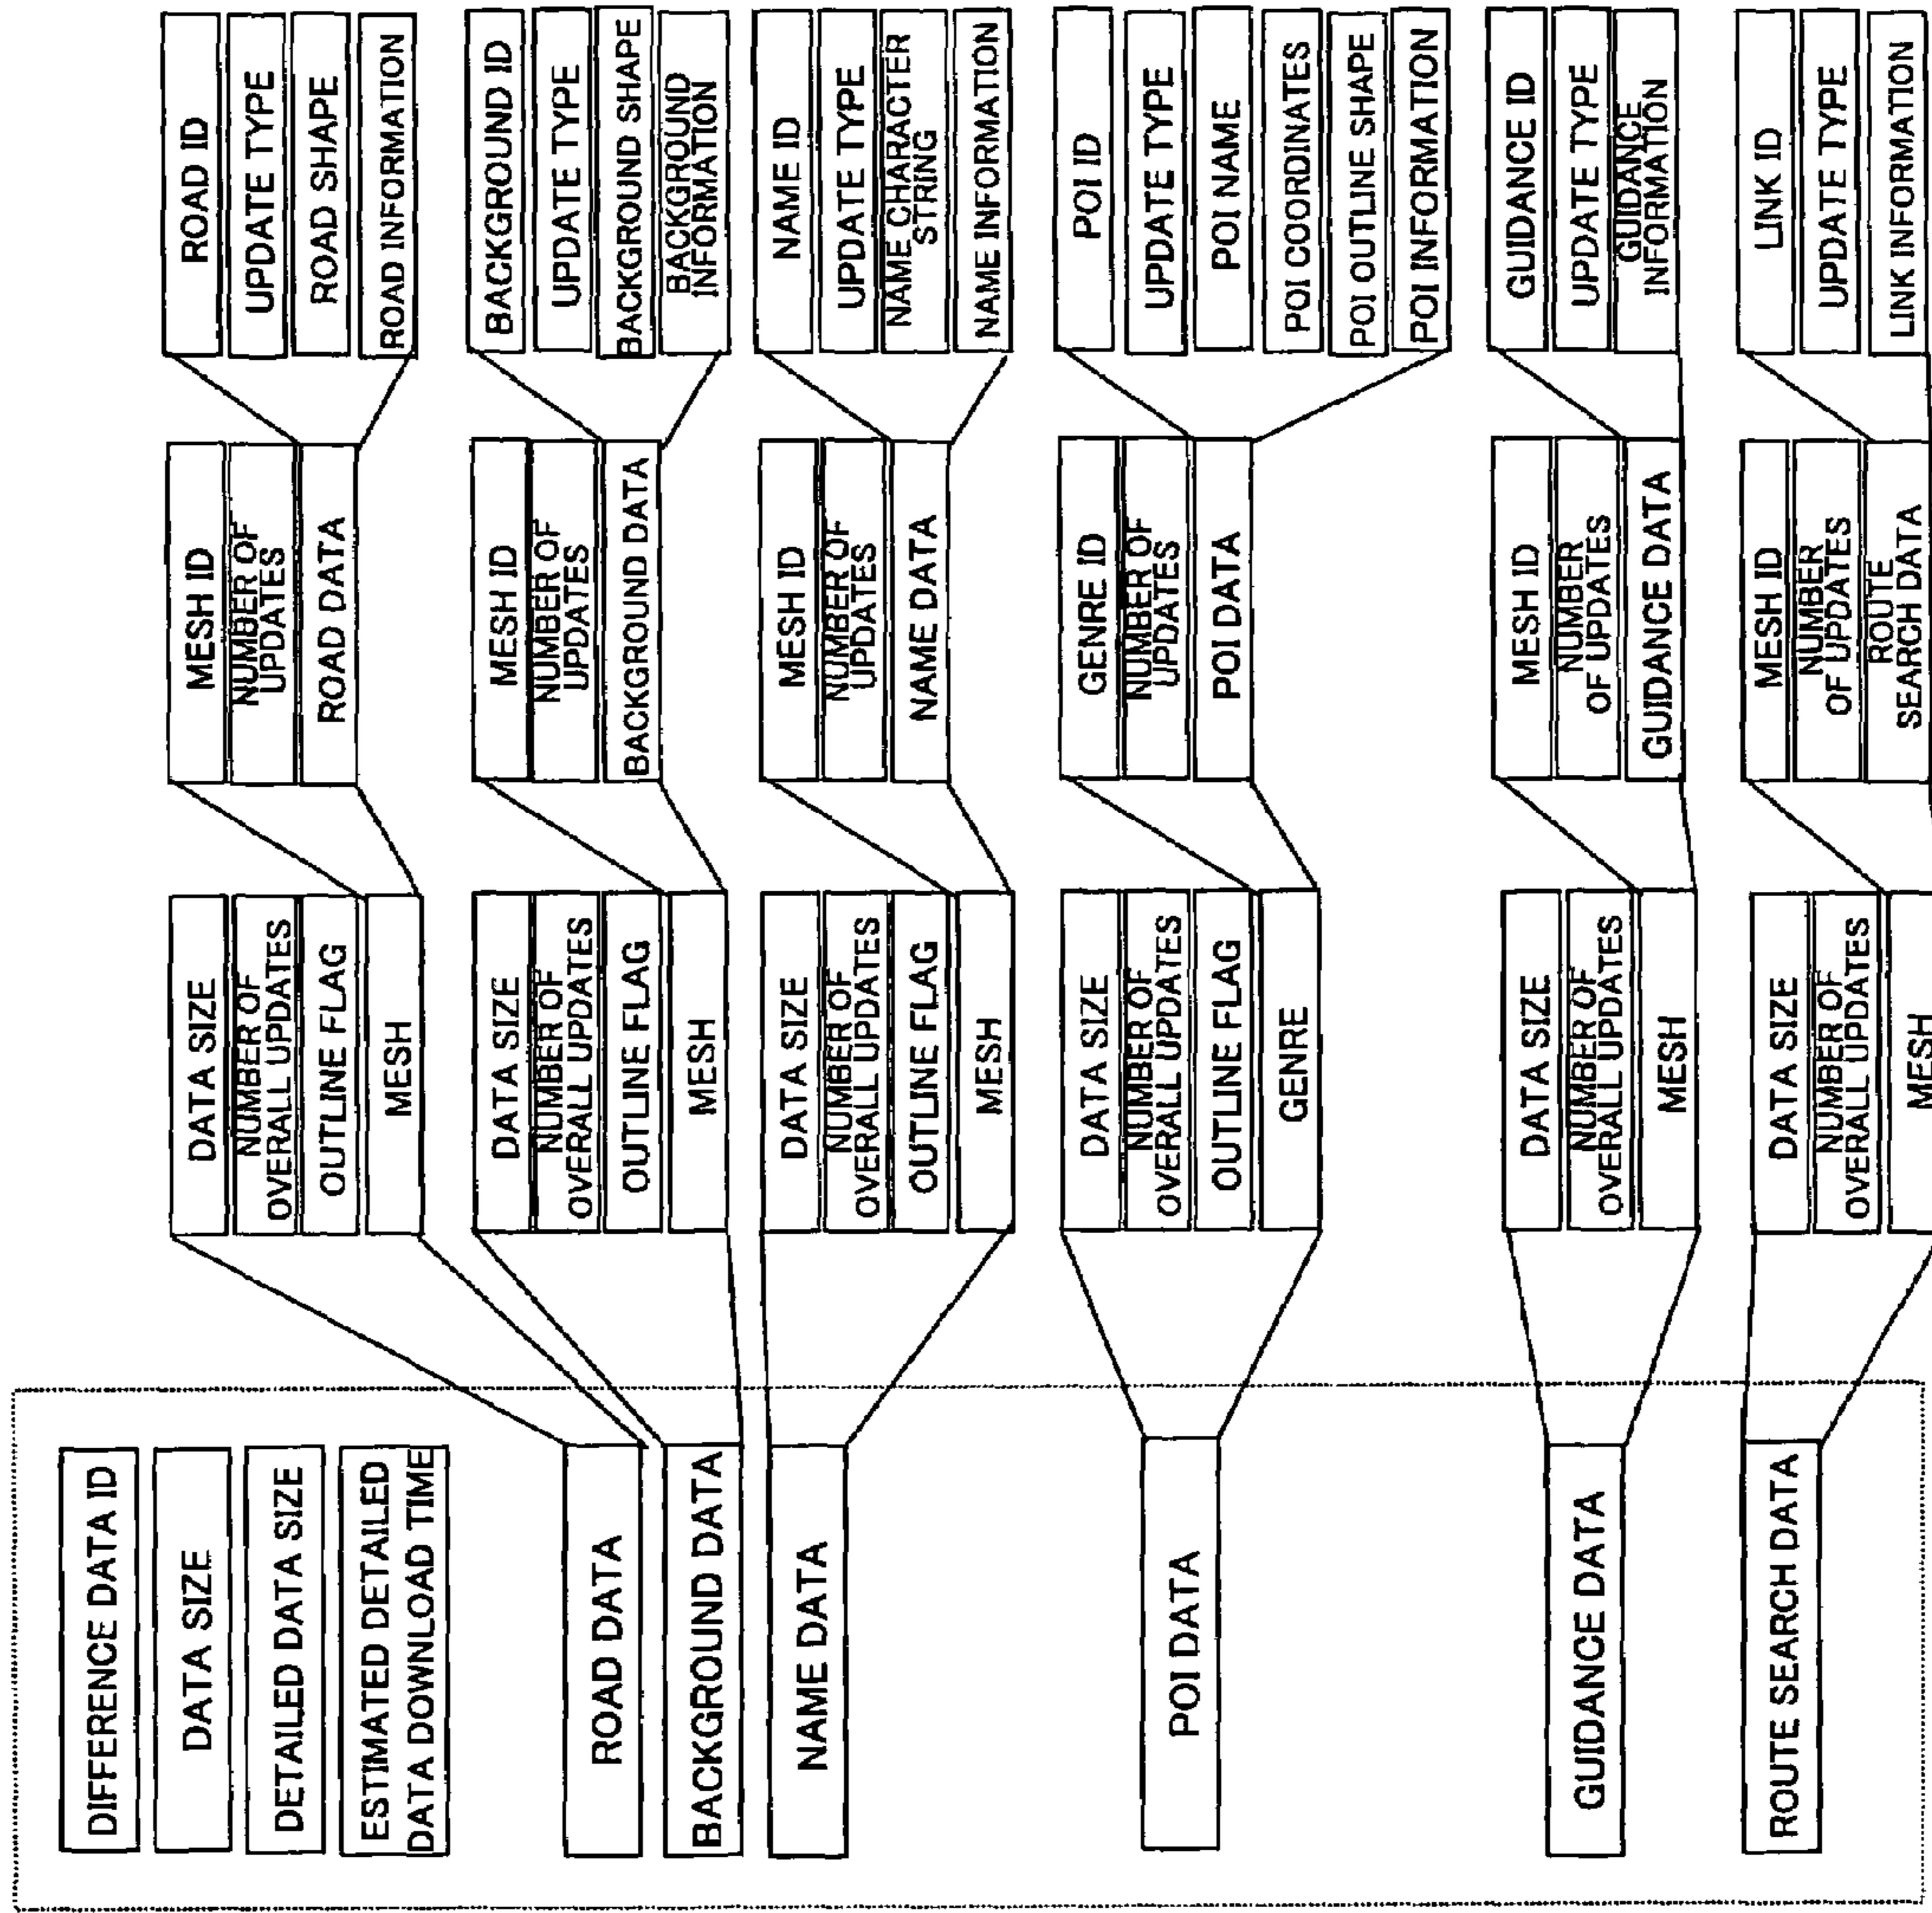 DIFFERENCE DATA ID
DATA SIZE
DETAILED DATA SIZE
ESTIMATED DETAILED
DATA DOWNLOAD TIME
ROAD DATA
BACKGROUND DATA
NAME DATA
POI DATA
GUIDANCE DATA
ROUTE SEARCH DATA
DATA SIZE
NUMBER OF
OVERALL UPDATES
OUTLINE FLAG
MESH
DATA SIZE
NUMBER OF
OVERALL UPDATES
OUTLINE FLAG
MESH
DATA SIZE
NUMBER OF
OVERALL UPDATES
OUTLINE FLAG
MESH
DATA SIZE
NUMBER OF
OVERALL UPDATES
OUTLINE FLAG
GENRE
DATA SIZE
NUMBER OF
OVERALL UPDATES
MESH
DATA SIZE
NUMBER OF
OVERALL UPDATES
MESH
MESH ID
NUMBER OF
UPDATES
ROAD DATA
MESH ID
NUMBER OF
UPDATES
BACKGROUND DATA
MESH ID
NUMBER OF
UPDATES
NAME DATA
GENRE ID
NUMBER OF
UPDATES
POI DATA
MESH ID
NUMBER
OF UPDATES
GUIDANCE DATA
MESH ID
NUMBER
OF UPDATES
ROUTE
SEARCH DATA
ROAD ID
UPDATE TYPE
ROAD SHAPE
ROAD INFORMATION
BACKGROUND ID
UPDATE TYPE
BACKGROUND SHAPE
BACKGROUND
INFORMATION
NAME ID
UPDATE TYPE
NAME CHARACTER
STRING
NAME INFORMATION
POI ID
UPDATE TYPE
POI NAME
POI COORDINATES
POI OUTLINE SHAPE
POI INFORMATION
GUIDANCE ID
UPDATE TYPE
GUIDANCE
INFORMATION
LINK ID
UPDATE TYPE
LINK INFORMATION